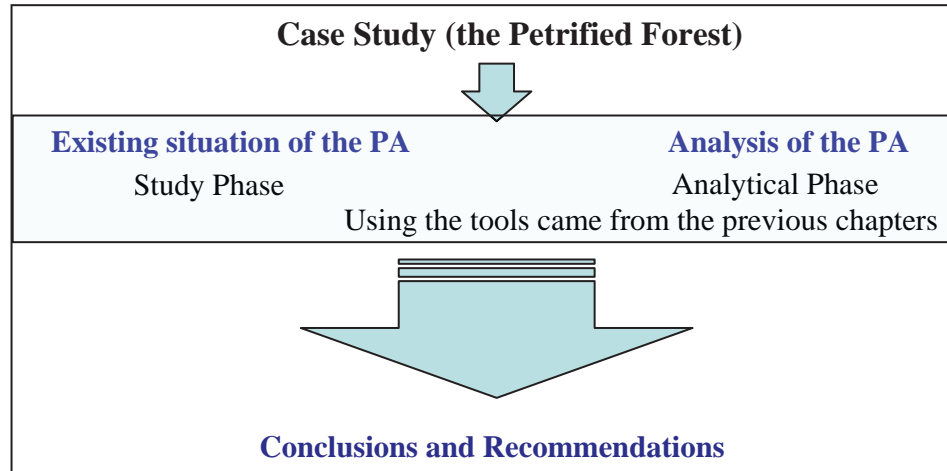 Case Study (the Petrified Forest)
Existing situation of the PA
Study Phase
Analysis of the PA
Analytical Phase
Using the tools came from the previous chapters
Conclusions and Recommendations